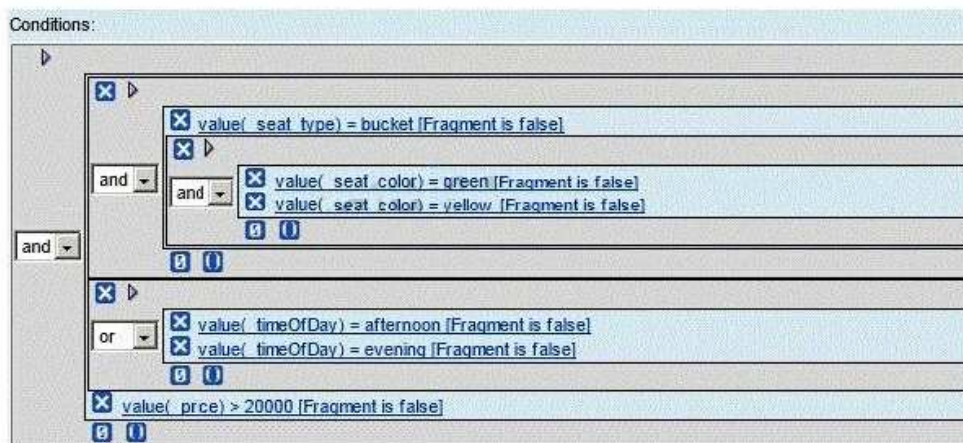 Conditions:
value(_seat_type) = bucket [Fragment is false]
and
and
value(_seat_color) = green [Fragment is false]
value(_seat_color) = yellow [Fragment is false]
and
or
value(_timeOfDay) = afternoon [Fragment is false]
value(_timeOfDay) = evening [Fragment is false]
value(_prce) > 20000 [Fragment is false]